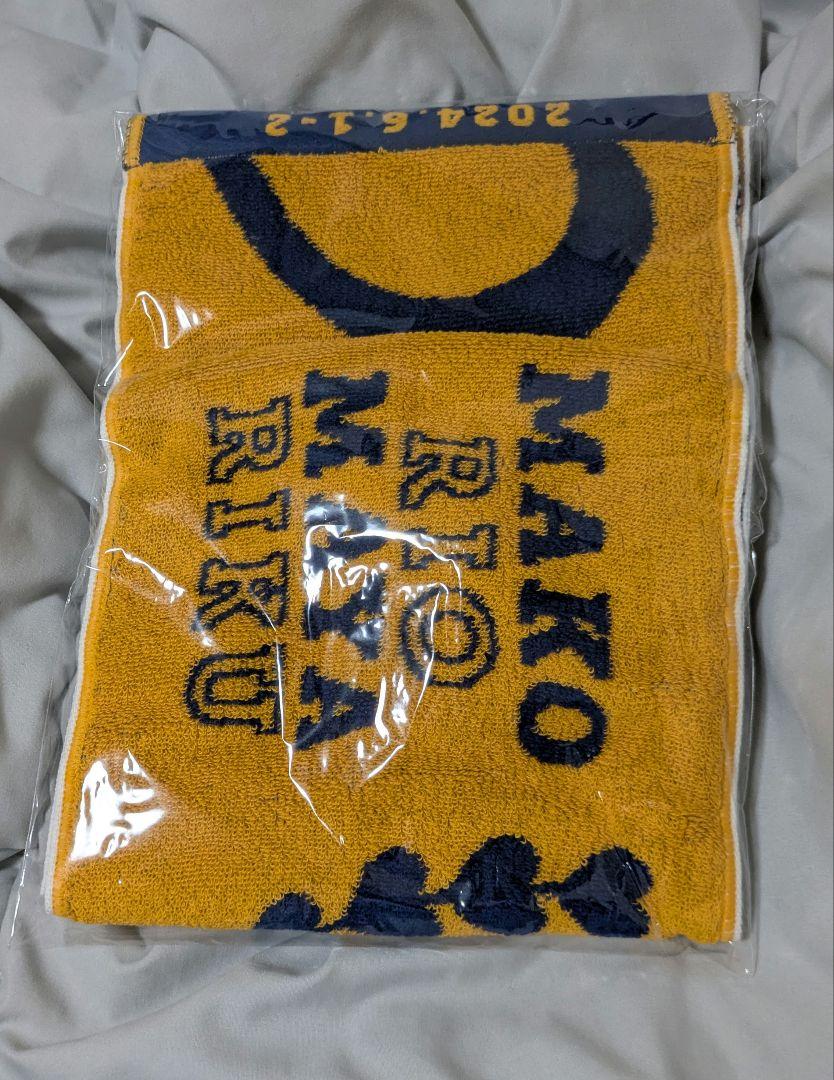 2024.6.1-2
MAKO
RIO
MAYA
RIKU